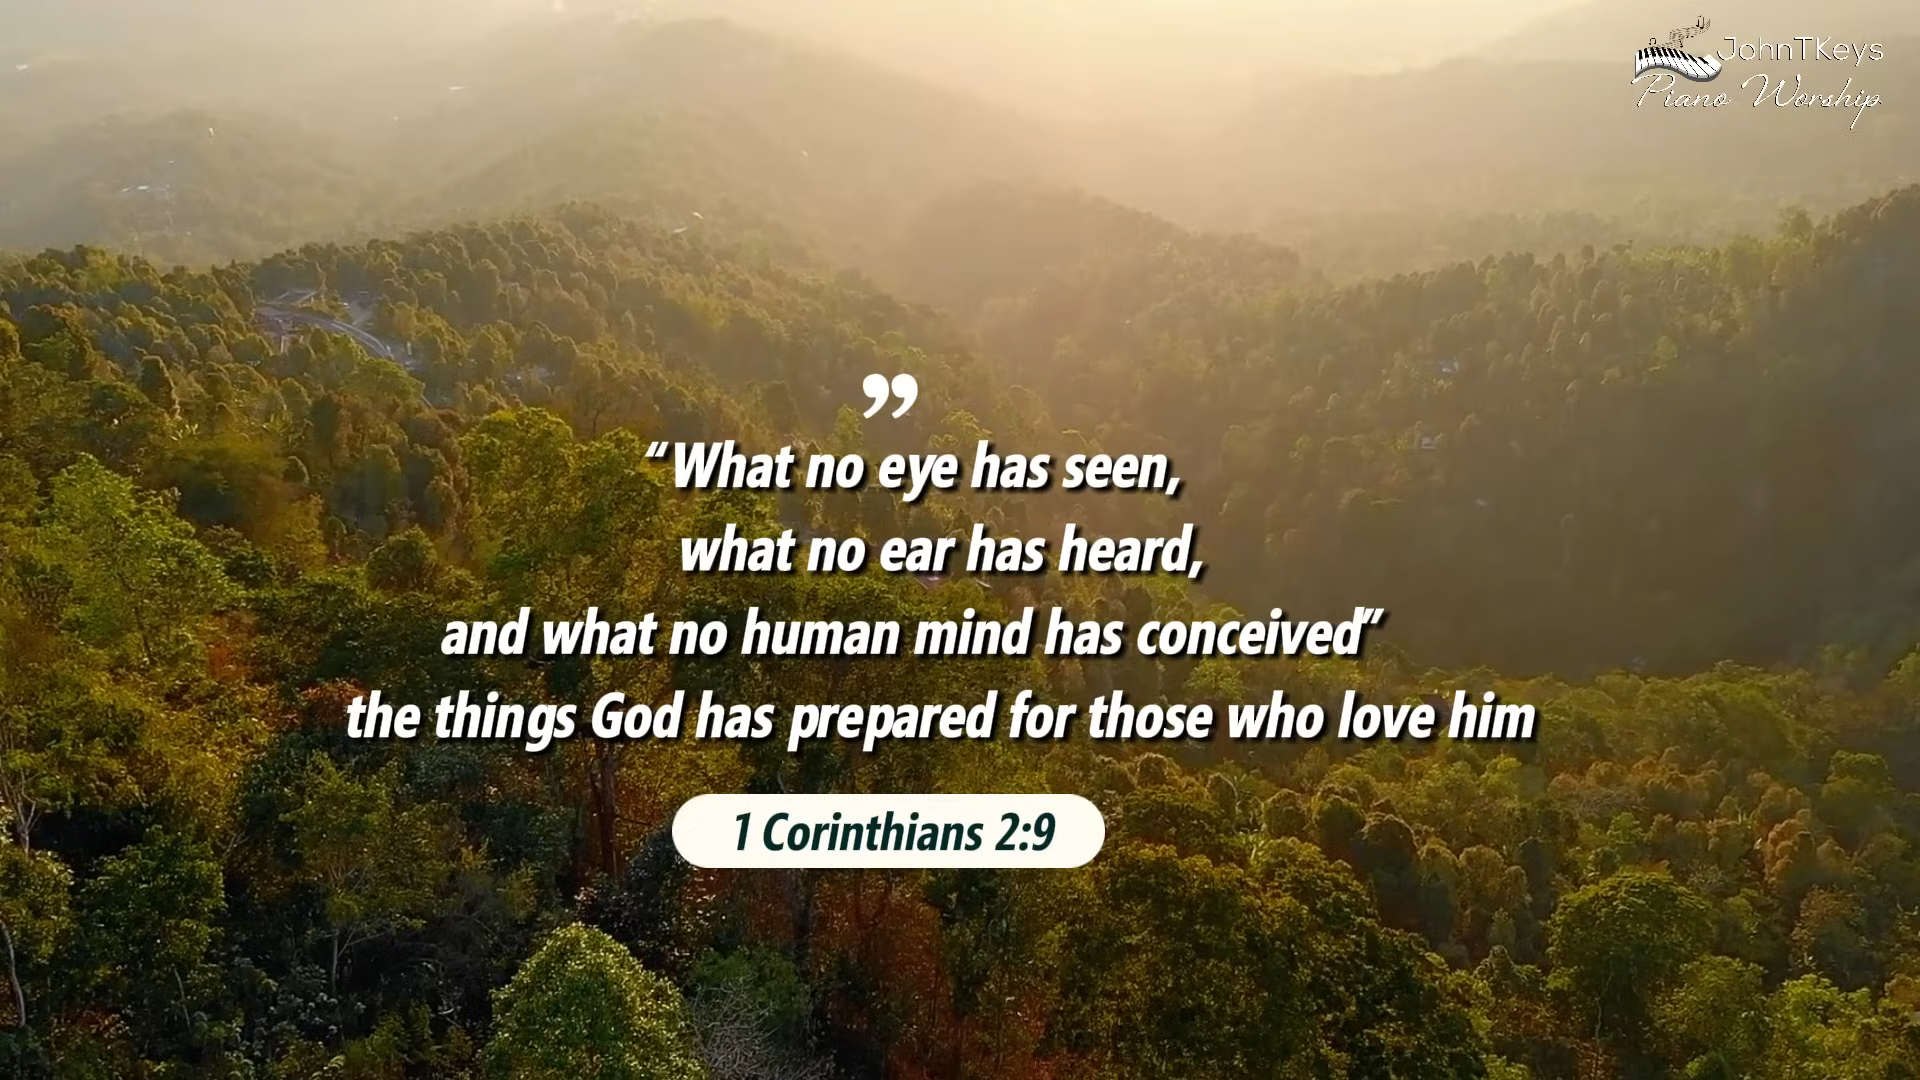 JohnTKeys
Piano Worship
”
“What no eye has seen,
what no ear has heard,
and what no human mind has conceived”
the things God has prepared for those who love him
1 Corinthians 2:9